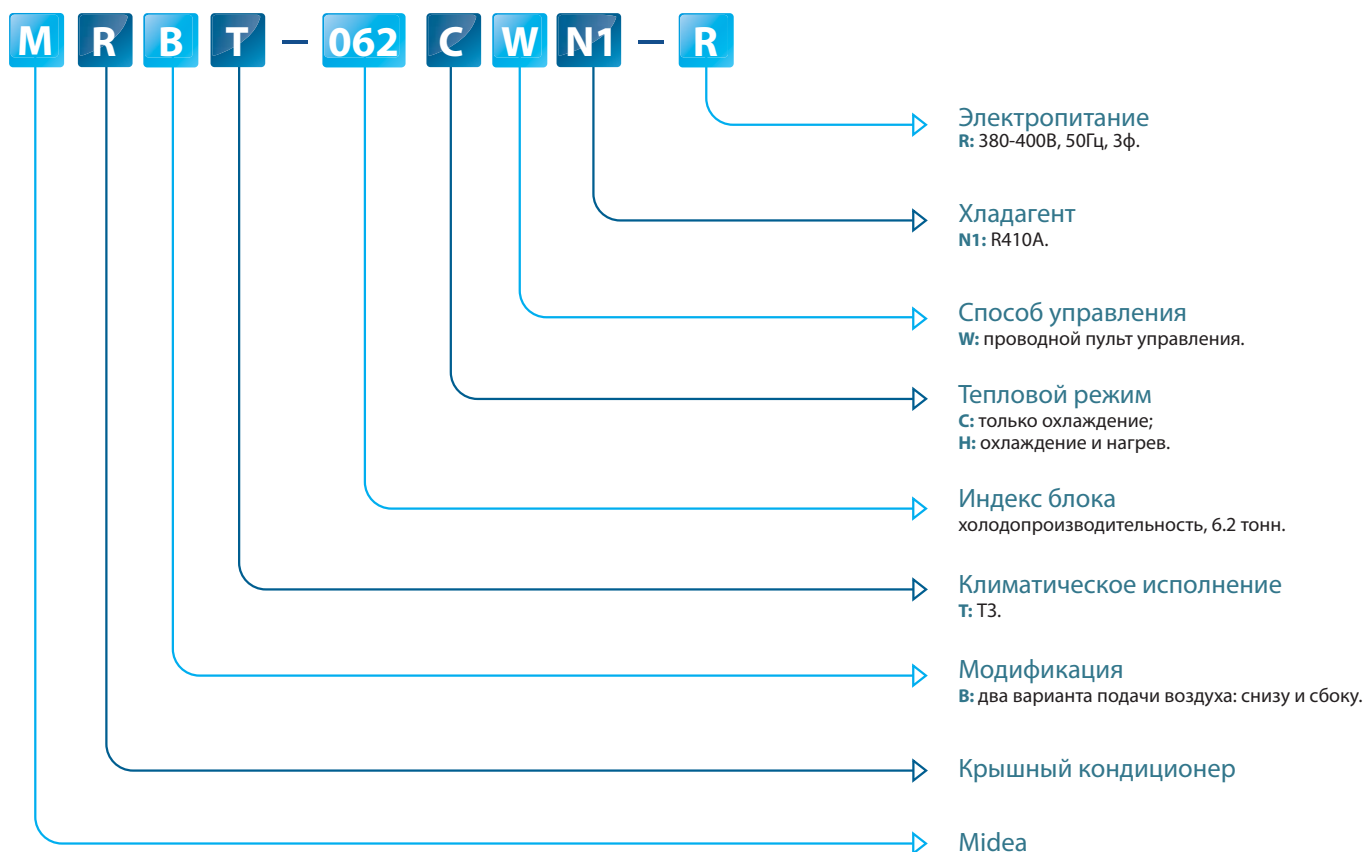 M R B T – 062 C W N1 – R
Электропитание
R: 380-400В, 50Гц, 3ф.
Хладагент
N1: R410A.
Способ управления
W: проводной пульт управления.
Тепловой режим
C: только охлаждение;
H: охлаждение и нагрев.
Индекс блока
холодопроизводительность, 6.2 тонн.
Климатическое исполнение
T: T3.
Модификация
B: два варианта подачи воздуха: снизу и сбоку.
Крышный кондиционер
Midea